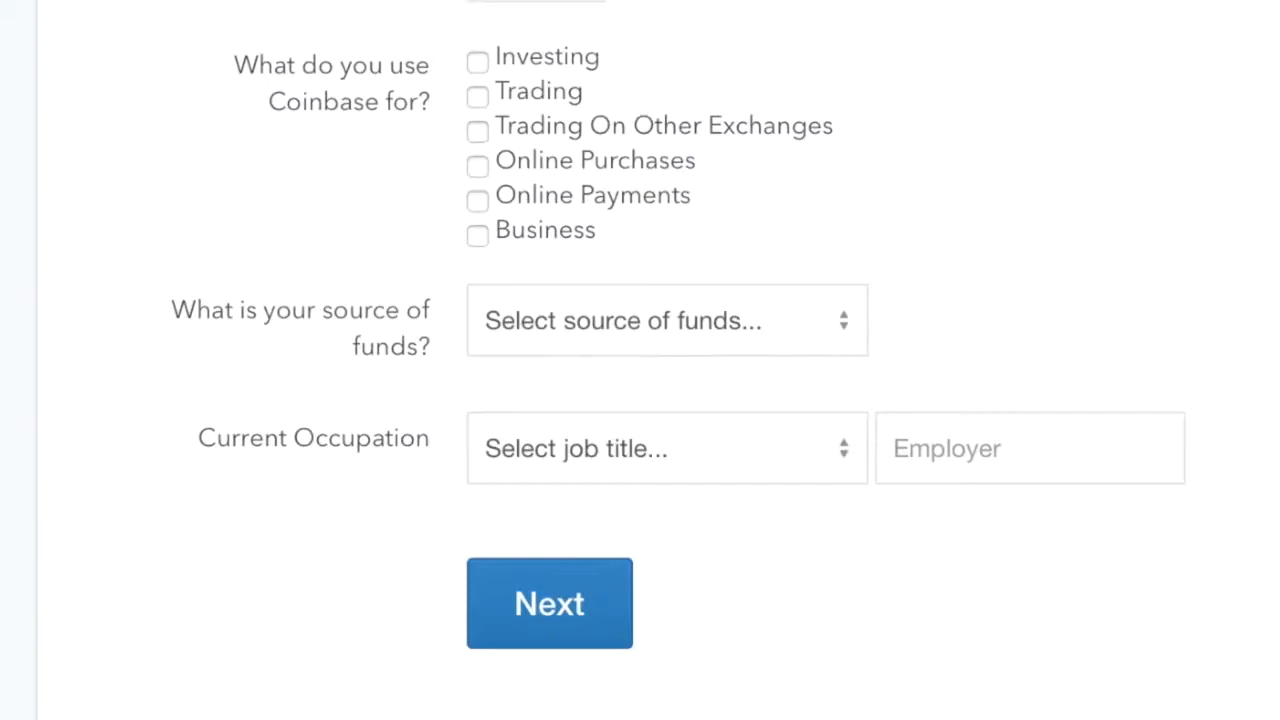 What do you use
Coinbase for?
Investing
Trading
Trading On Other Exchanges
Online Purchases
Online Payments
Business
What is your source of
funds?
Select source of funds...
Current Occupation
Select job title...
Employer
Next